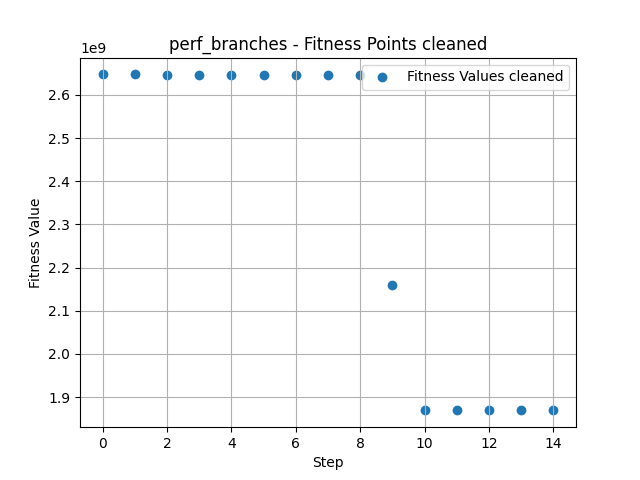 perf_branches - Fitness Points cleaned
1e9
Fitness Values cleaned
2.6
2.5
2.4
2.3
2.2
2.1
2.0
1.9
Fitness Value
0 2 4 6 8 10 12 14
Step